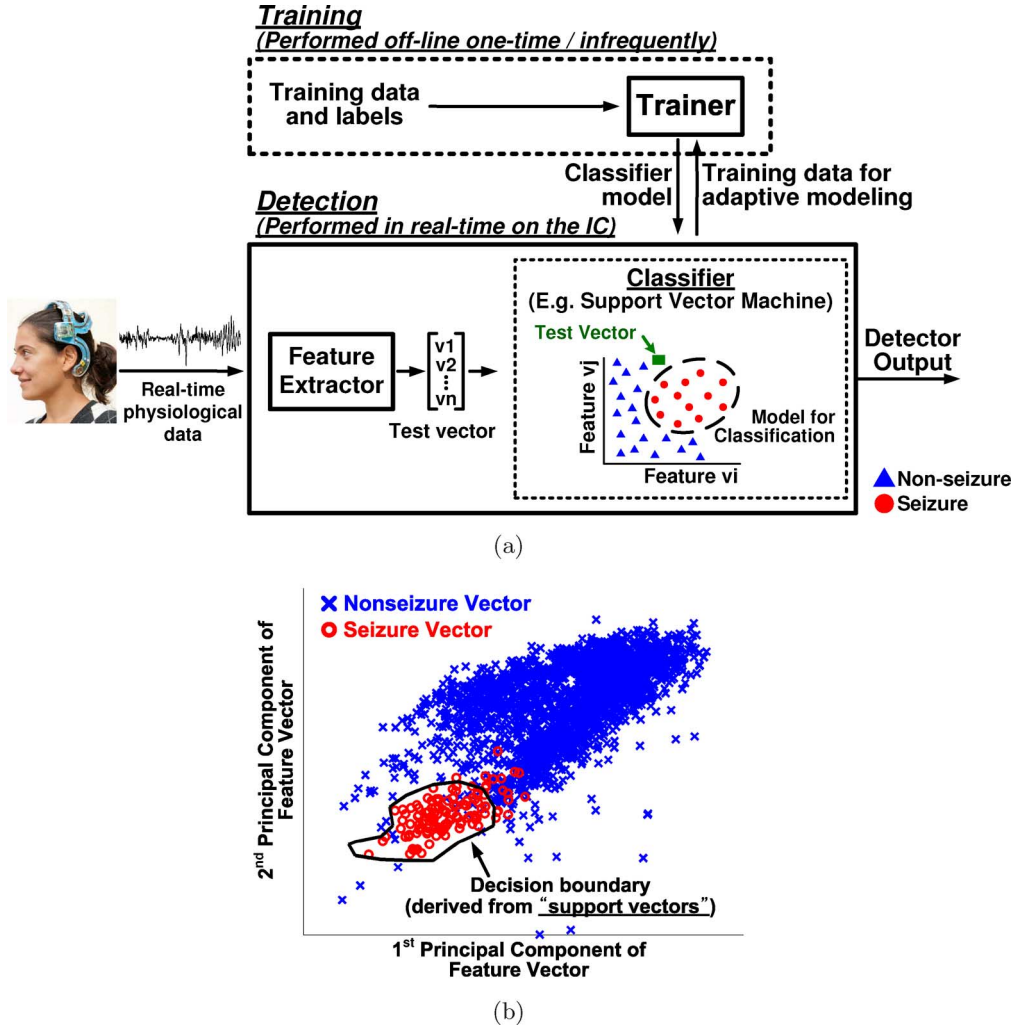 Training
(Performed off-line one-time / infrequently)
Training data
and labels
Trainer
Classifier
model
Training data for
adaptive modeling
Detection
(Performed in real-time on the IC)
Real-time
physiological
data
Feature
Extractor
v1
v2
vn
Test vector
Classifier
(E.g. Support Vector Machine)
Test Vector
Feature vj
Model for
Classification
Feature vi
Detector
Output
Non-seizure
Seizure
(a)
Nonseizure Vector
Seizure Vector
2nd Principal Component of
Feature Vector
Decision boundary
(derived from "support vectors")
1st Principal Component of
Feature Vector
(b)